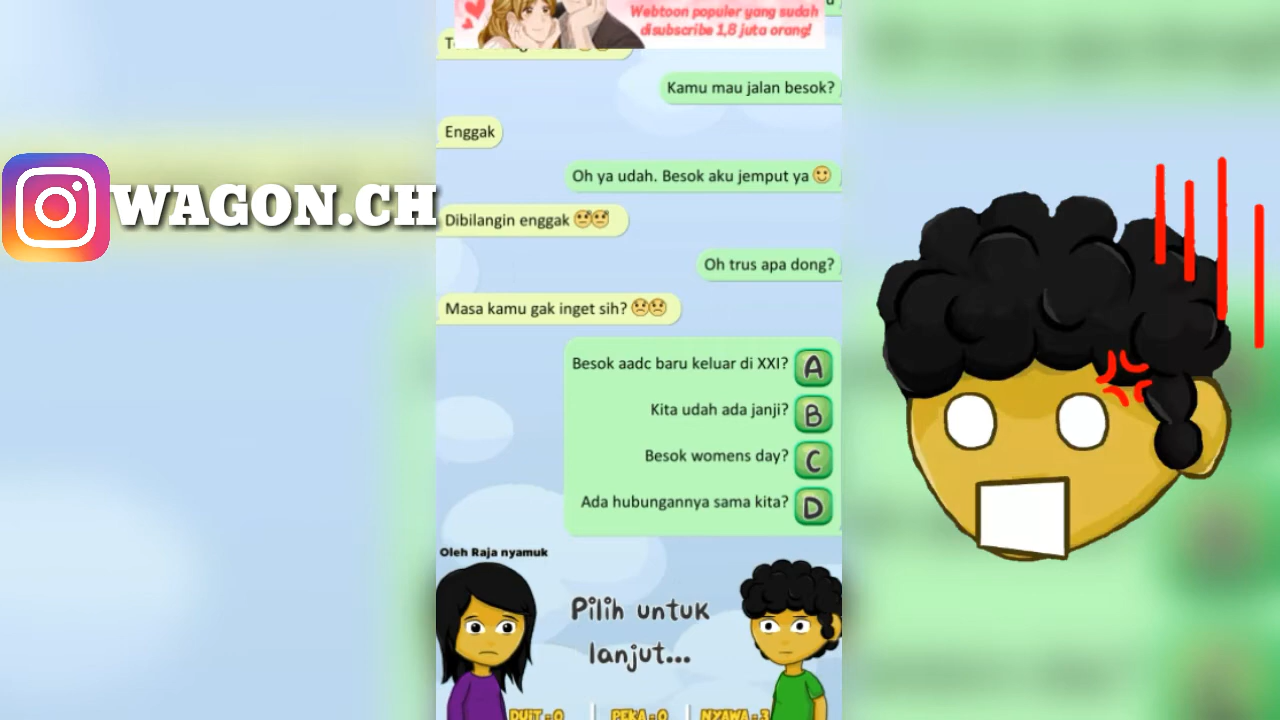 Webtoon populer yang sudah
disubscribe 1,8 juta orang!
Kamu mau jalan besok?
Enggak
Oh ya udah. Besok aku jemput ya
WAGON.CH
Dibilangin enggak
Oh trus apa dong?
Masa kamu gak inget sih?
Besok aadc baru keluar di XXI? A
Kita udah ada janji? B
Besok womens day? C
Ada hubungannya sama kita? D
Oleh Raja nyamuk
Pilih untuk
lanjut...
DUIT - 0 | PEKA - 0 | NYAWA - 3